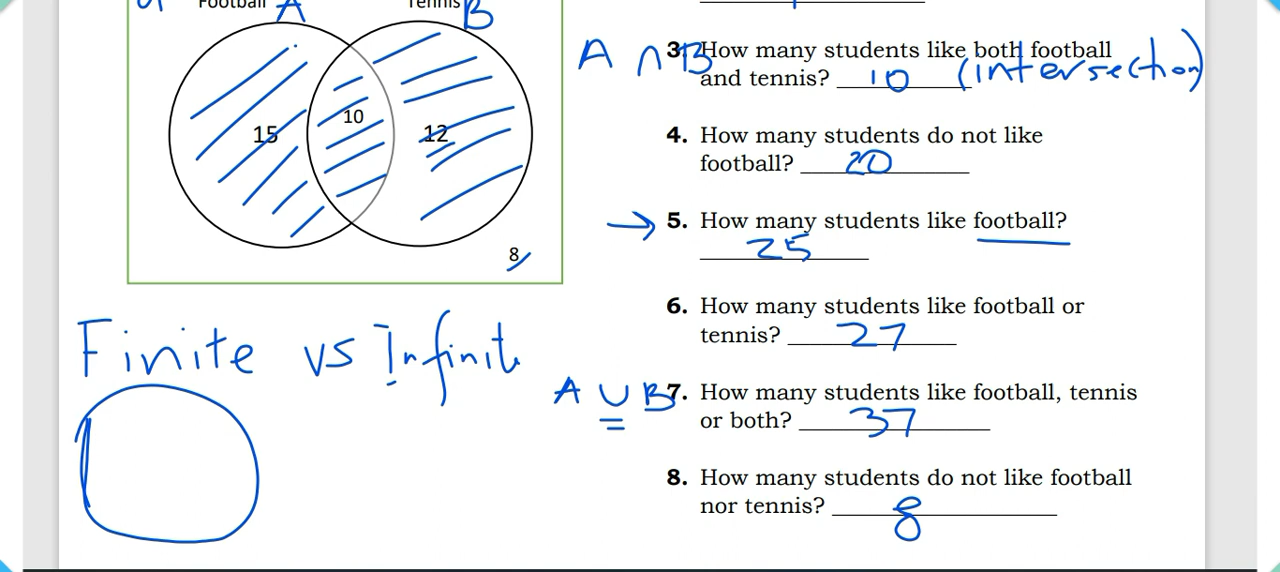 Football A Tennis B
15 10 12
8
Finite vs Infinite
A ∩ B
3. How many students like both football
and tennis? 10 (intersection)
4. How many students do not like
football? 20
→ 5. How many students like football?
25
6. How many students like football or
tennis? 27
A ∪ B
7. How many students like football, tennis
or both? 37
8. How many students do not like football
nor tennis? 8